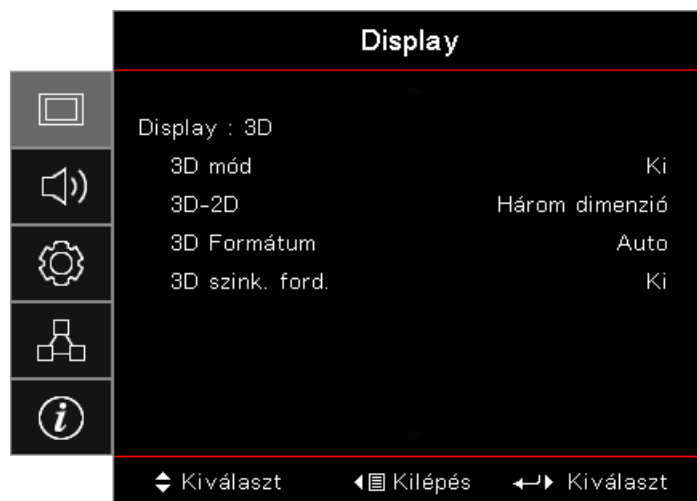 Display
Display : 3D
3D mód Ki
3D-2D Három dimenzió
3D Formátum Auto
3D szink. ford. Ki
Kiválaszt Kilépés Kiválaszt